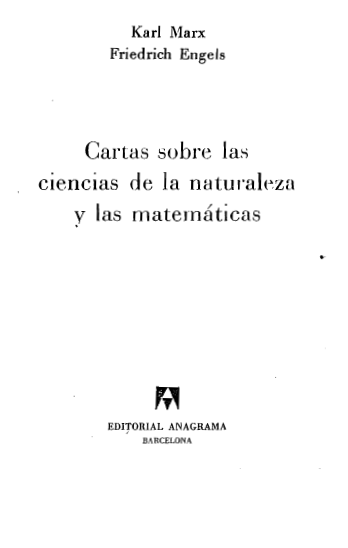 Karl Marx
Friedrich Engels
Cartas sobre las
ciencias de la naturaleza
y las matemáticas
EDITORIAL ANAGRAMA
BARCELONA